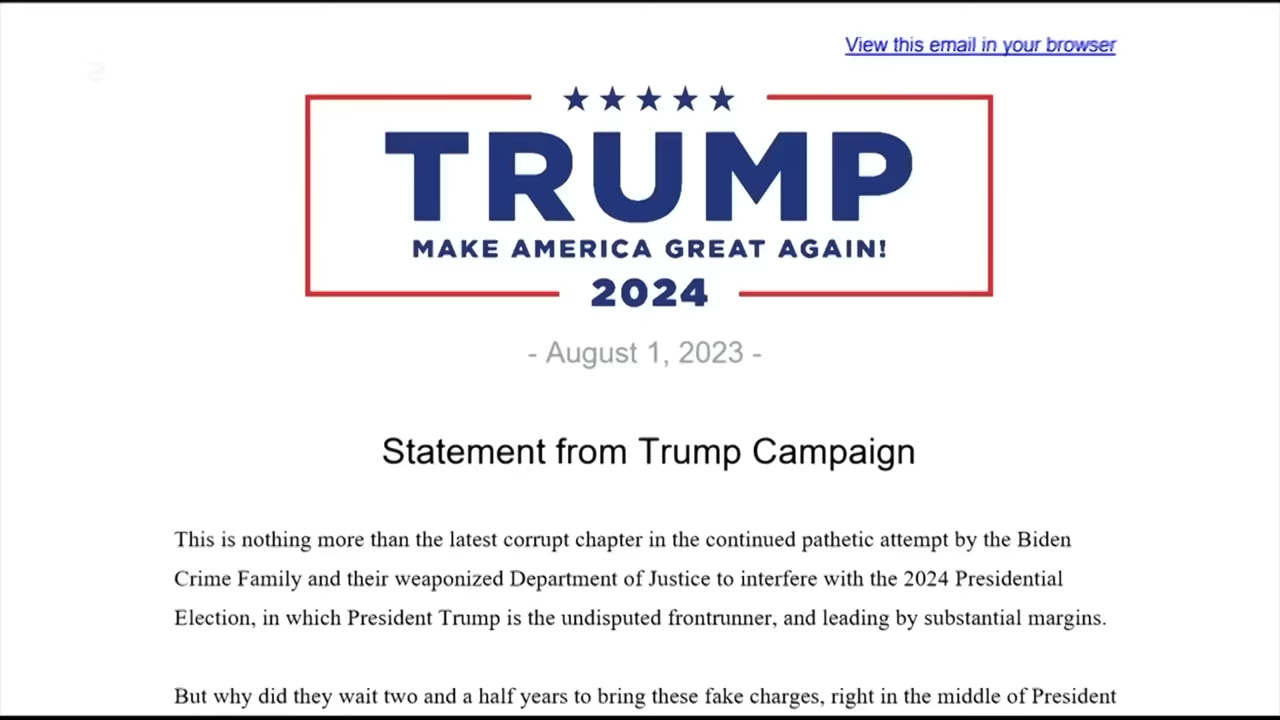 View this email in your browser
TRUMP
MAKE AMERICA GREAT AGAIN!
2024
- August 1, 2023 -
Statement from Trump Campaign
This is nothing more than the latest corrupt chapter in the continued pathetic attempt by the Biden
Crime Family and their weaponized Department of Justice to interfere with the 2024 Presidential
Election, in which President Trump is the undisputed frontrunner, and leading by substantial margins.
But why did they wait two and a half years to bring these fake charges, right in the middle of President